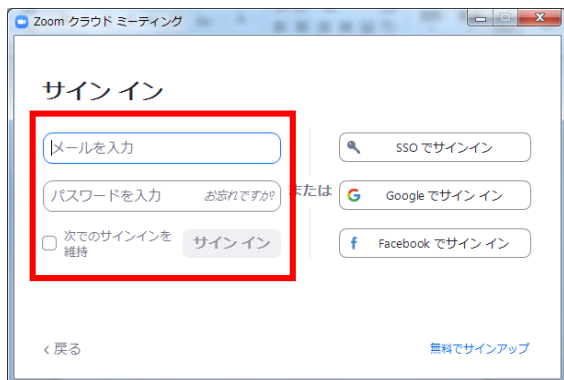 Zoom クラウド ミーティング
サイン イン
メールを入力
パスワードを入力 お忘れですか?
次でのサインインを
維持
サイン イン
または
SSO でサインイン
Google でサイン イン
Facebook でサイン イン
戻る
無料でサインアップ